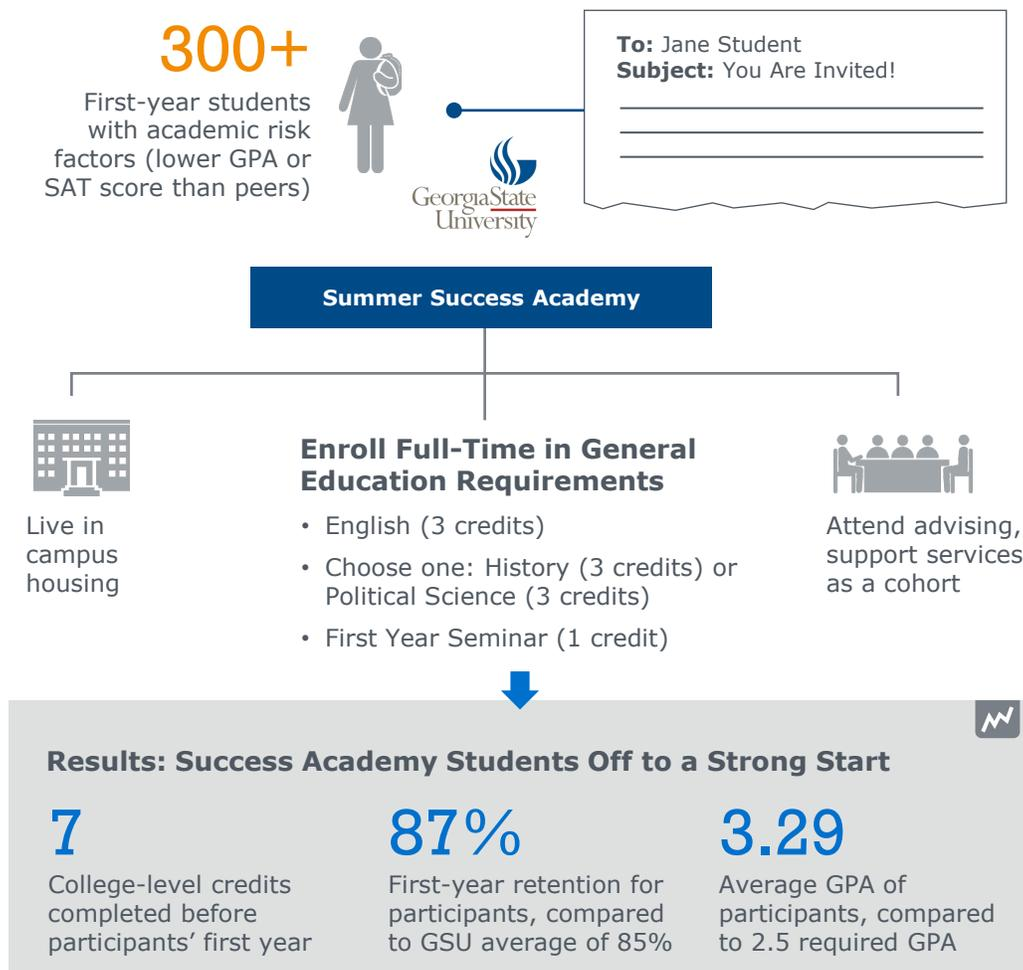 300+
First-year students
with academic risk
factors (lower GPA or
SAT score than peers)
To: Jane Student
Subject: You Are Invited!
GeorgiaState
University
Summer Success Academy
Live in
campus
housing
Enroll Full-Time in General
Education Requirements
• English (3 credits)
• Choose one: History (3 credits) or
Political Science (3 credits)
• First Year Seminar (1 credit)
Attend advising,
support services
as a cohort
Results: Success Academy Students Off to a Strong Start
7
College-level credits
completed before
participants’ first year
87%
First-year retention for
participants, compared
to GSU average of 85%
3.29
Average GPA of
participants, compared
to 2.5 required GPA